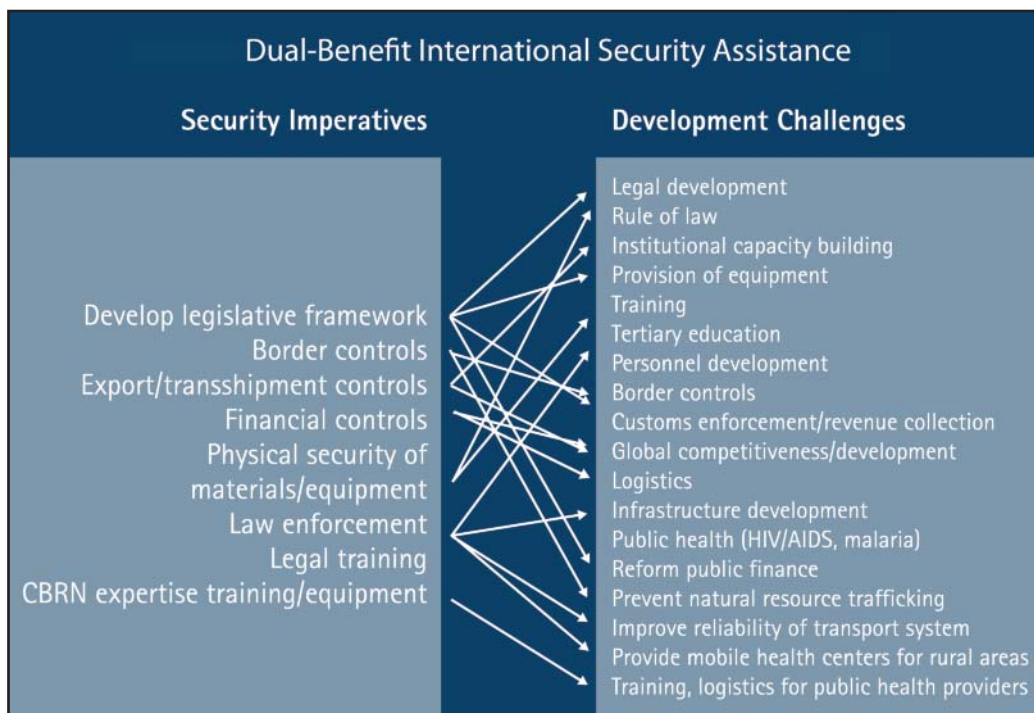 Dual-Benefit International Security Assistance
Security Imperatives
Development Challenges
Develop legislative framework
Border controls
Export/transshipment controls
Financial controls
Physical security of
materials/equipment
Law enforcement
Legal training
CBRN expertise training/equipment
Legal development
Rule of law
Institutional capacity building
Provision of equipment
Training
Tertiary education
Personnel development
Border controls
Customs enforcement/revenue collection
Global competitiveness/development
Logistics
Infrastructure development
Public health (HIV/AIDS, malaria)
Reform public finance
Prevent natural resource trafficking
Improve reliability of transport system
Provide mobile health centers for rural areas
Training, logistics for public health providers